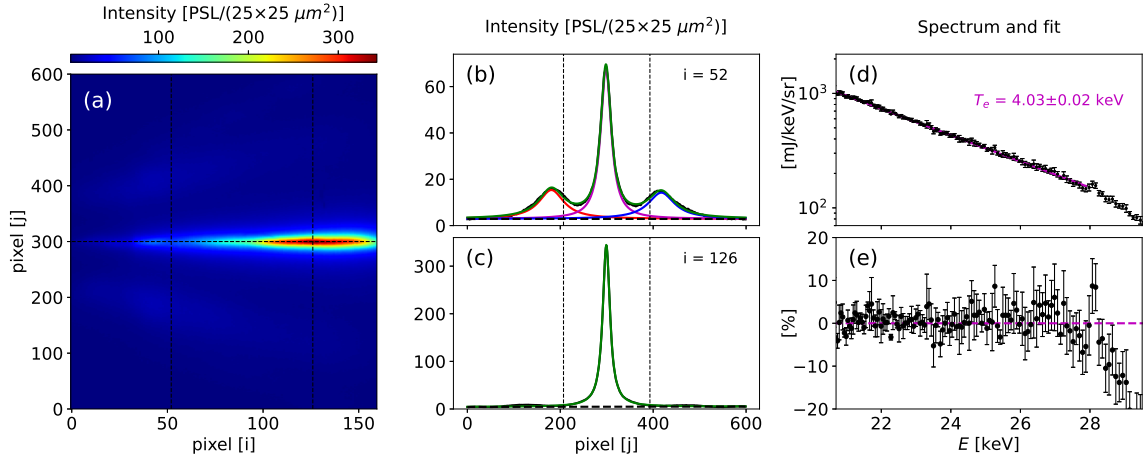 Intensity [PSL/(25×25 μm²)]
100 200 300
600
500
400
300
200
100
0
pixel [j]
(a)
0 50 100 150
pixel [i]
Intensity [PSL/(25×25 μm²)]
(b)
i = 52
60
40
20
0
(c)
i = 126
300
200
100
0
0 200 400 600
pixel [j]
Spectrum and fit
(d)
Tₑ = 4.03±0.02 keV
10³
10²
[mJ/keV/sr]
(e)
20
10
0
−10
−20
[%]
22 24 26 28
E [keV]